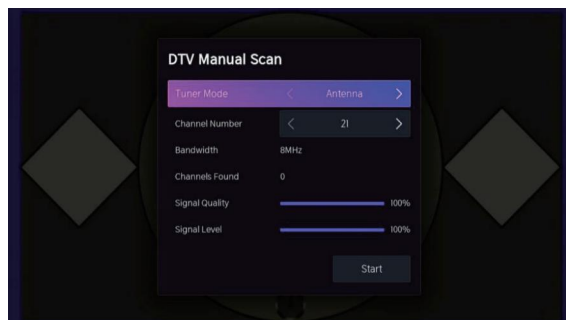 DTV Manual Scan
Tuner Mode < Antenna >
Channel Number < 21 >
Bandwidth 8MHz
Channels Found 0
Signal Quality 100%
Signal Level 100%
Start